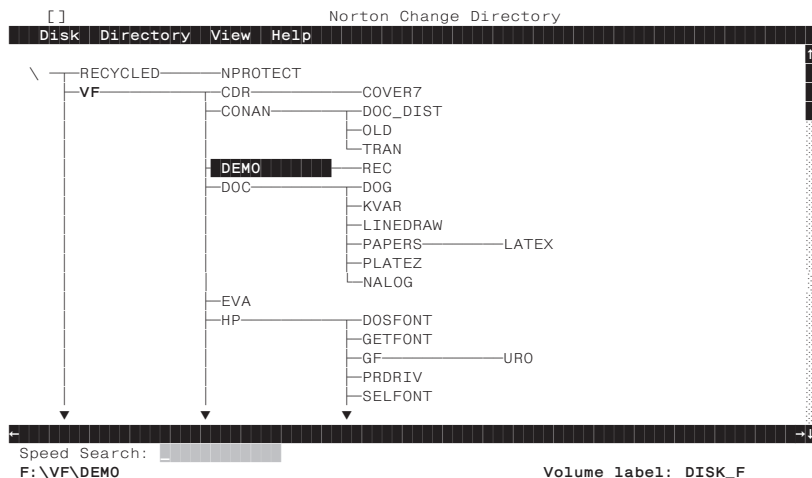 [] Norton Change Directory
Disk Directory View Help
\ RECYCLED NPROTECT
VF CDR COVER7
CONAN DOC_DIST
OLD
TRAN
DEMO REC
DOC DOG
KVAR
LINEDRAW
PAPERS LATEX
PLATEZ
NALOG
EVA
HP DOSFONT
GETFONT
GF URO
PRDRIV
SELFONT
Speed Search: _
F:\VF\DEMO Volume label: DISK_F